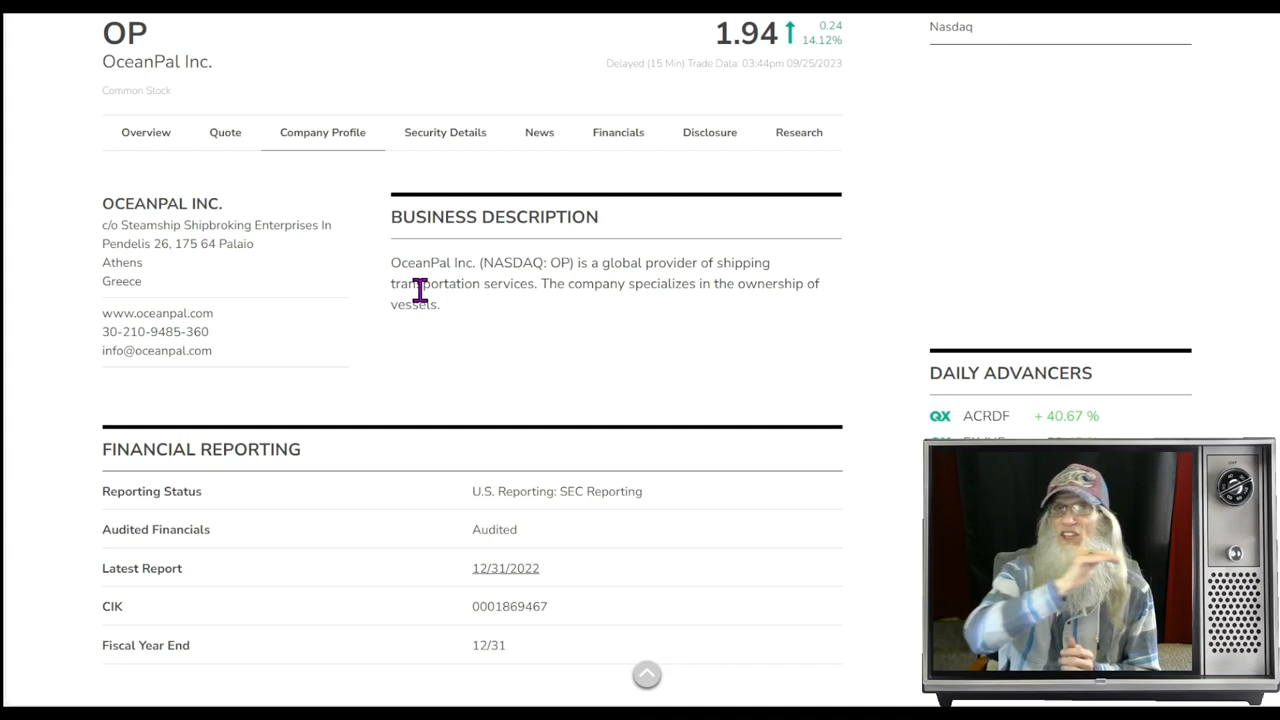 OP
OceanPal Inc.
Common Stock
1.94
0.24
14.12%
Delayed (15 Min) Trade Data: 03:44pm 09/25/2023
Nasdaq
Overview Quote Company Profile Security Details News Financials Disclosure Research
OCEANPAL INC.
c/o Steamship Shipbroking Enterprises In
Pendelis 26, 175 64 Palaio
Athens
Greece
www.oceanpal.com
30-210-9485-360
info@oceanpal.com
BUSINESS DESCRIPTION
OceanPal Inc. (NASDAQ: OP) is a global provider of shipping
transportation services. The company specializes in the ownership of
vessels.
FINANCIAL REPORTING
Reporting Status U.S. Reporting: SEC Reporting
Audited Financials Audited
Latest Report 12/31/2022
CIK 0001869467
Fiscal Year End 12/31
DAILY ADVANCERS
QX ACRDF + 40.67 %